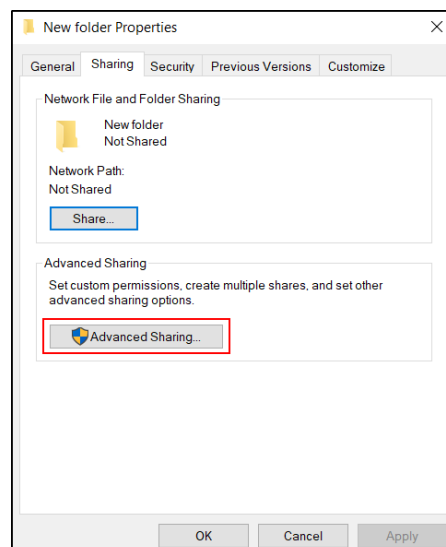 New folder Properties
General Sharing Security Previous Versions Customize
Network File and Folder Sharing
New folder
Not Shared
Network Path:
Not Shared
Share...
Advanced Sharing
Set custom permissions, create multiple shares, and set other
advanced sharing options.
Advanced Sharing...
OK Cancel Apply